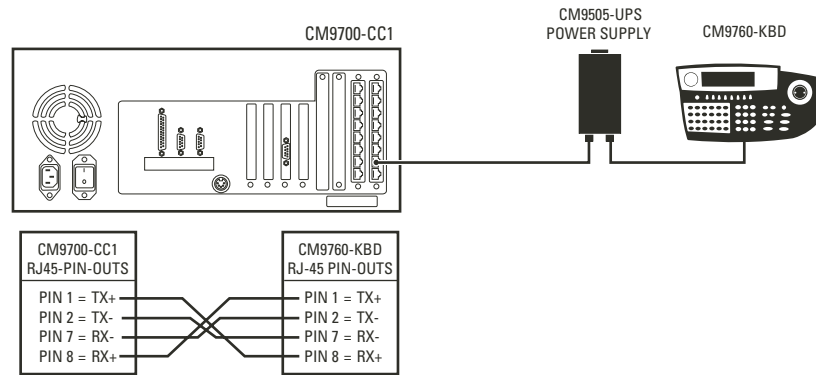 CM9700-CC1
CM9505-UPS
POWER SUPPLY
CM9760-KBD
CM9700-CC1
RJ45-PIN-OUTS
PIN 1 = TX+
PIN 2 = TX-
PIN 7 = RX-
PIN 8 = RX+
CM9760-KBD
RJ-45 PIN-OUTS
PIN 1 = TX+
PIN 2 = TX-
PIN 7 = RX-
PIN 8 = RX+